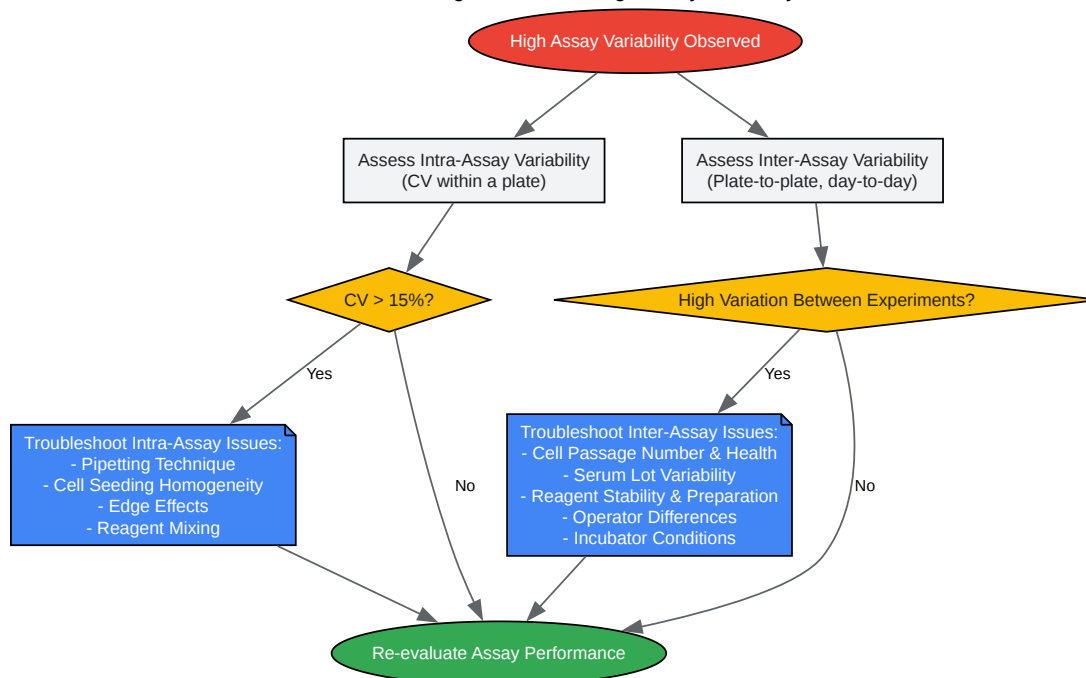 High Assay Variability Observed
Assess Intra-Assay Variability
(CV within a plate)
Assess Inter-Assay Variability
(Plate-to-plate, day-to-day)
CV > 15%?
High Variation Between Experiments?
Yes
Yes
Troubleshoot Intra-Assay Issues:
- Pipetting Technique
- Cell Seeding Homogeneity
- Edge Effects
- Reagent Mixing
No
Troubleshoot Inter-Assay Issues:
- Cell Passage Number & Health
- Serum Lot Variability
- Reagent Stability & Preparation
- Operator Differences
- Incubator Conditions
No
Re-evaluate Assay Performance